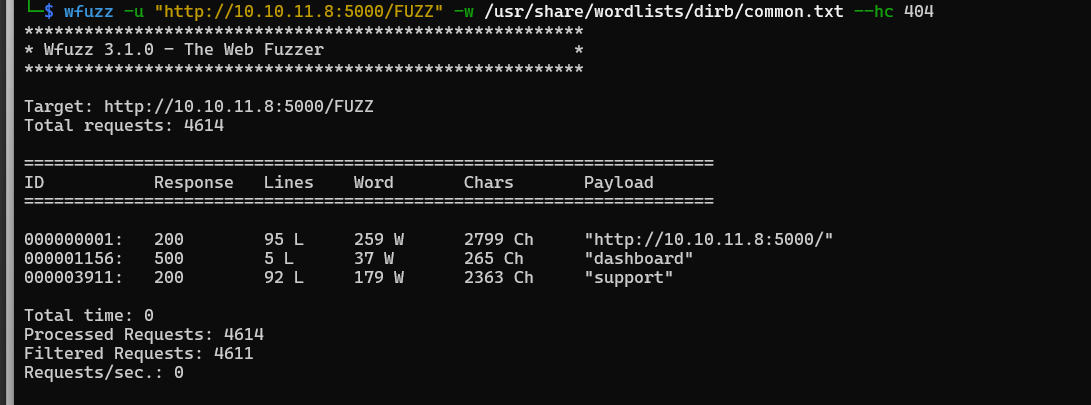 └─$ wfuzz -u "http://10.10.11.8:5000/FUZZ" -w /usr/share/wordlists/dirb/common.txt --hc 404
********************************************************
* Wfuzz 3.1.0 - The Web Fuzzer                         *
********************************************************
Target: http://10.10.11.8:5000/FUZZ
Total requests: 4614
=====================================================================
ID           Response   Lines    Word       Chars       Payload
=====================================================================
000000001:   200        95 L     259 W      2799 Ch     "http://10.10.11.8:5000/"
000001156:   500        5 L      37 W       265 Ch      "dashboard"
000003911:   200        92 L     179 W      2363 Ch     "support"
Total time: 0
Processed Requests: 4614
Filtered Requests: 4611
Requests/sec.: 0